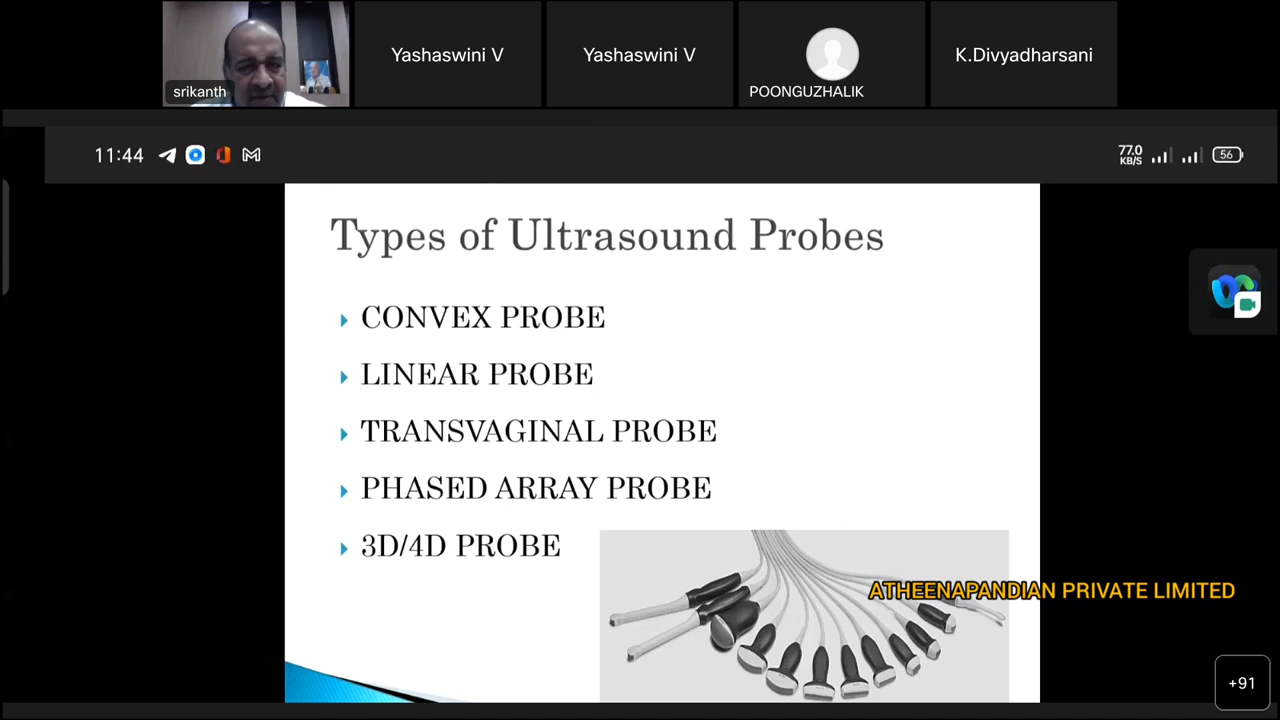 srikanth
Yashaswini V
Yashaswini V
POONGUZHALIK
K.Divyadharsani
11:44
77.0
KB/S
56
Types of Ultrasound Probes
CONVEX PROBE
LINEAR PROBE
TRANSVAGINAL PROBE
PHASED ARRAY PROBE
3D/4D PROBE
ATHEENAPANDIAN PRIVATE LIMITED
+91